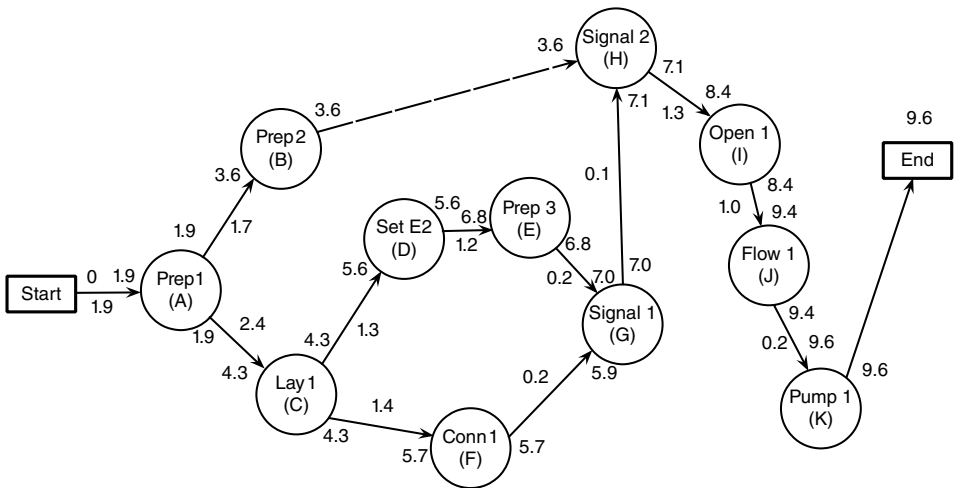 Signal 2
(H)
3.6
7.1
7.1
1.3
8.4
Open 1
(I)
9.6
End
3.6
Prep2
(B)
3.6
1.9
1.7
0.1
8.4
1.0
9.4
5.6
6.8
1.2
Prep 3
(E)
Set E2
(D)
5.6
6.8
0.2
7.0
7.0
Flow 1
(J)
0
1.9
Start
1.9
Prep1
(A)
1.9
2.4
4.3
4.3
1.3
Signal 1
(G)
5.9
9.4
0.2
9.6
9.6
Lay1
(C)
1.4
4.3
0.2
Conn1
(F)
5.7
5.7
Pump 1
(K)